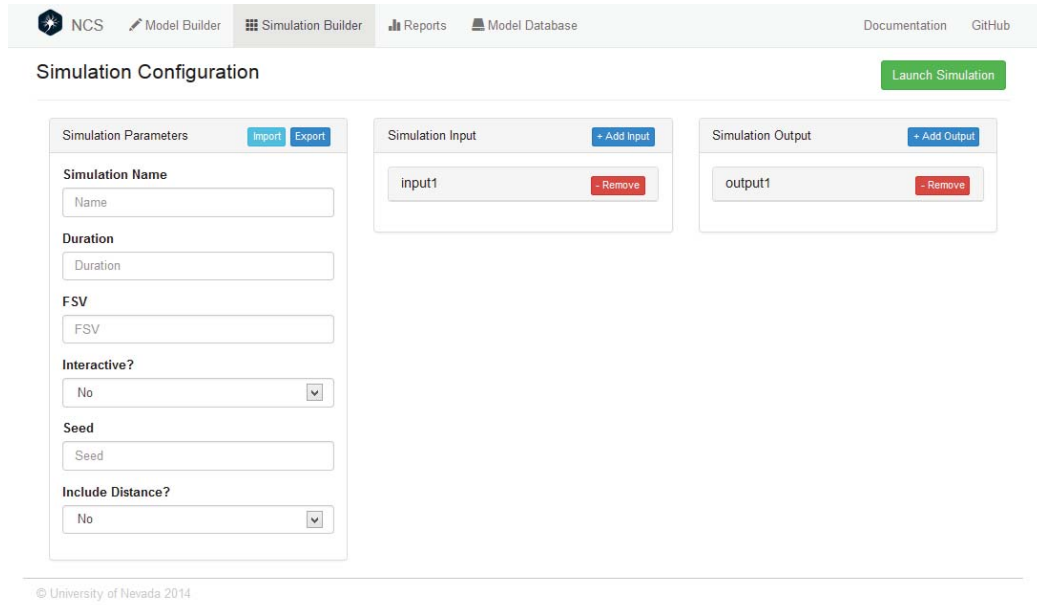 NCS Model Builder Simulation Builder Reports Model Database Documentation GitHub
Simulation Configuration Launch Simulation
Simulation Parameters Import Export
Simulation Name
Name
Duration
Duration
FSV
FSV
Interactive?
No
Seed
Seed
Include Distance?
No
Simulation Input + Add Input
input1 - Remove
Simulation Output + Add Output
output1 - Remove
© University of Nevada 2014